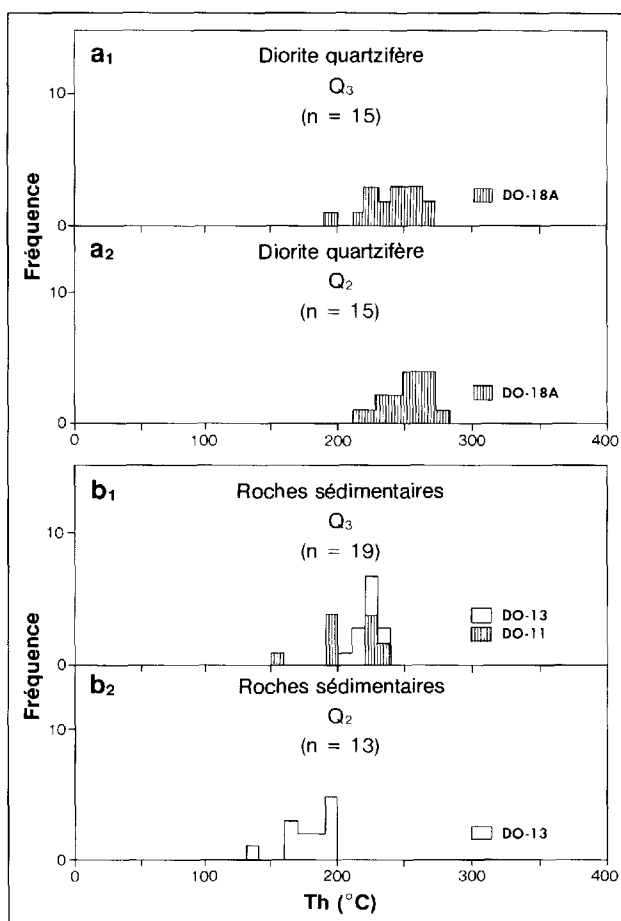 a1
Diorite quartzifère
Q3
(n = 15)
10
0
DO-18A
Fréquence
a2
Diorite quartzifère
Q2
(n = 15)
10
0
DO-18A
0 100 200 300 400
b1
Roches sédimentaires
Q3
(n = 19)
10
0
DO-13
DO-11
Fréquence
b2
Roches sédimentaires
Q2
(n = 13)
10
0
DO-13
0 100 200 300 400
Th (°C)